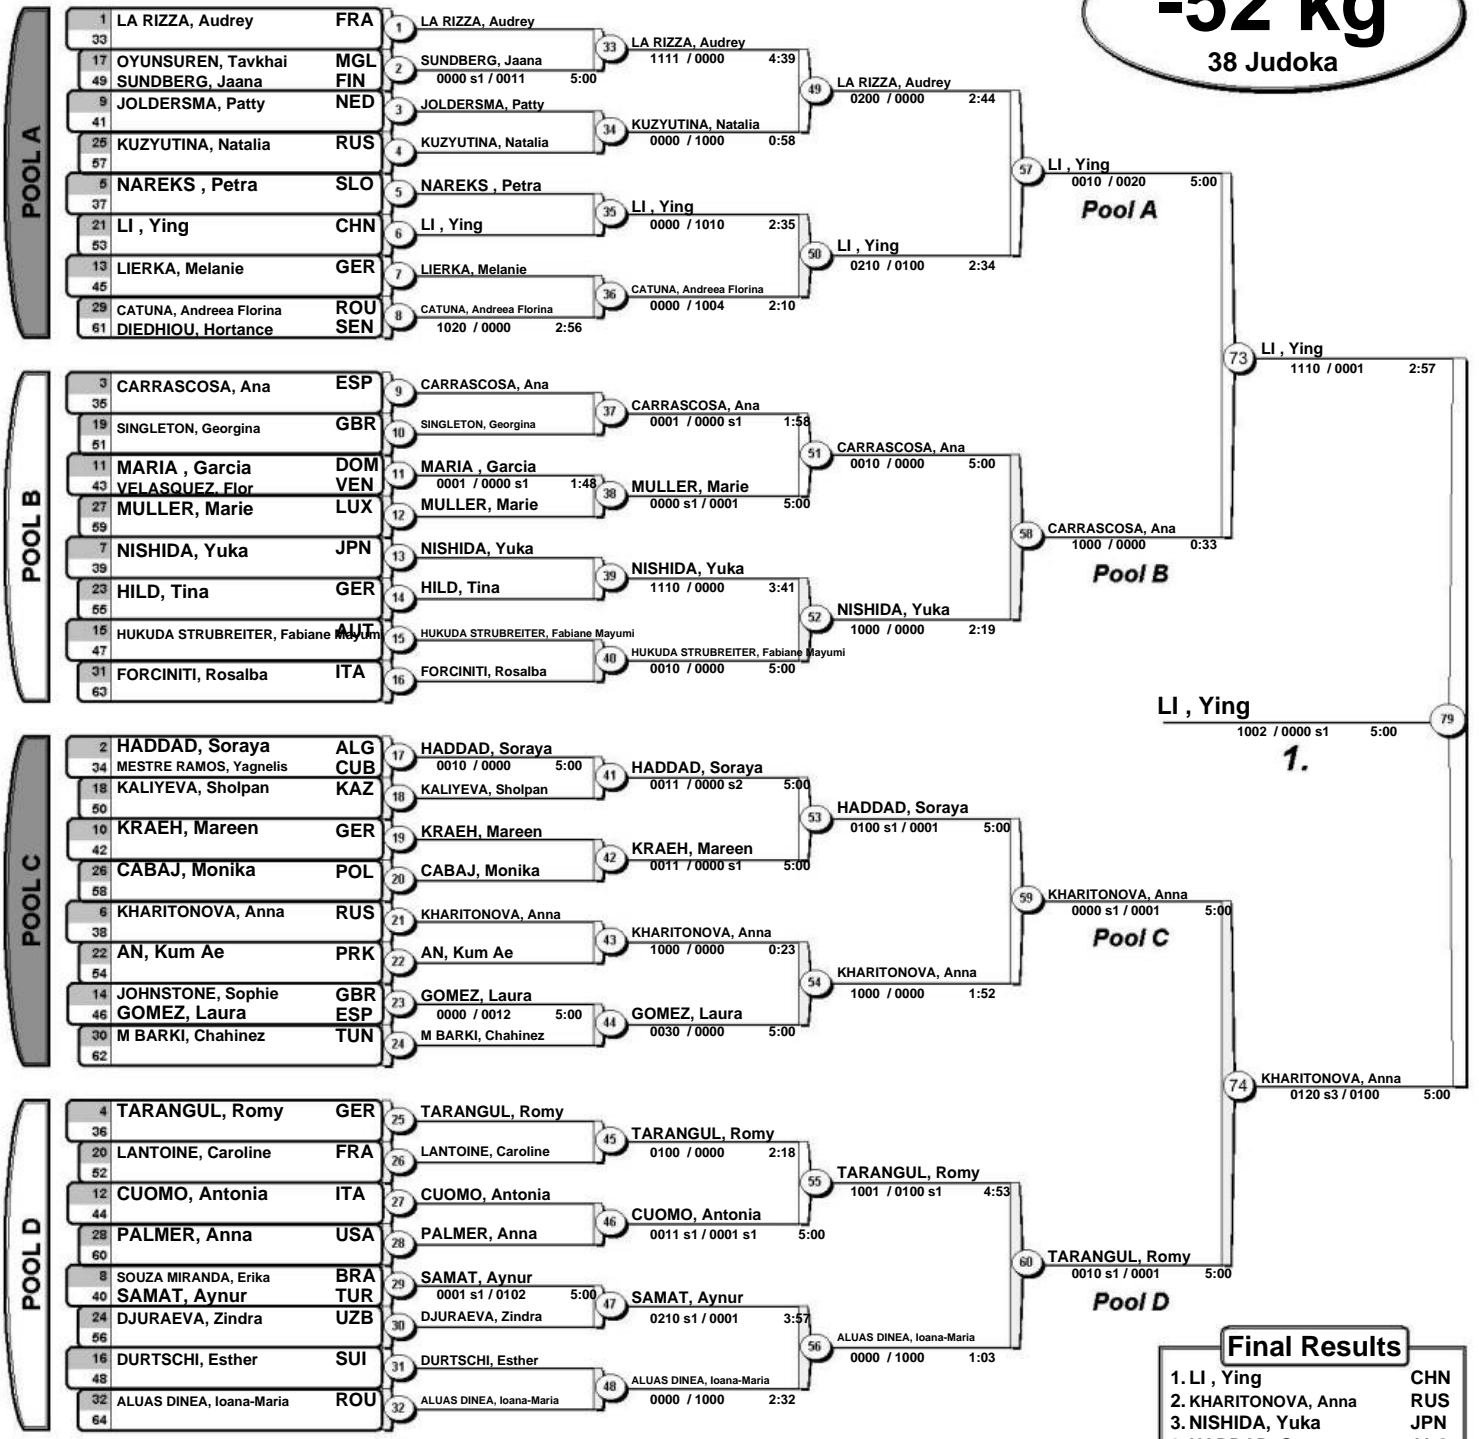 -52 kg
38 Judoka
POOL A
1 LA RIZZA, Audrey FRA
33
17 OYUNSUREN, Tavkhai MGL
49 SUNDBERG, Jaana FIN
9 JOLDERSMA, Patty NED
41
25 KUZYUTINA, Natalia RUS
57
5 NAREKS , Petra SLO
37
21 LI , Ying CHN
53
13 LIERKA, Melanie GER
45
29 CATUNA, Andreea Florina ROU
61 DIEDHIOU, Hortance SEN
1 LA RIZZA, Audrey
2 SUNDBERG, Jaana
0000 s1 / 0011 5:00
3 JOLDERSMA, Patty
4 KUZYUTINA, Natalia
5 NAREKS , Petra
6 LI , Ying
7 LIERKA, Melanie
8 CATUNA, Andreea Florina
1020 / 0000 2:56
33 LA RIZZA, Audrey
1111 / 0000 4:39
34 KUZYUTINA, Natalia
0000 / 1000 0:58
35 LI , Ying
0000 / 1010 2:35
36 CATUNA, Andreea Florina
0000 / 1004 2:10
49 LA RIZZA, Audrey
0200 / 0000 2:44
50 LI , Ying
0210 / 0100 2:34
57 LI , Ying
0010 / 0020 5:00
Pool A
POOL B
3 CARRASCOSA, Ana ESP
35
19 SINGLETON, Georgina GBR
51
11 MARIA , Garcia DOM
43 VELASQUEZ, Flor VEN
27 MULLER, Marie LUX
59
7 NISHIDA, Yuka JPN
39
23 HILD, Tina GER
55
15 HUKUDA STRUBREITER, Fabiane Mayumi AUT
47
31 FORCINITI, Rosalba ITA
63
9 CARRASCOSA, Ana
10 SINGLETON, Georgina
11 MARIA , Garcia
0001 / 0000 s1 1:48
12 MULLER, Marie
13 NISHIDA, Yuka
14 HILD, Tina
15 HUKUDA STRUBREITER, Fabiane Mayumi
16 FORCINITI, Rosalba
37 CARRASCOSA, Ana
0001 / 0000 s1 1:58
38 MULLER, Marie
0000 s1 / 0001 5:00
39 NISHIDA, Yuka
1110 / 0000 3:41
40 HUKUDA STRUBREITER, Fabiane Mayumi
0010 / 0000 5:00
51 CARRASCOSA, Ana
0010 / 0000 5:00
52 NISHIDA, Yuka
1000 / 0000 2:19
58 CARRASCOSA, Ana
1000 / 0000 0:33
Pool B
73 LI , Ying
1110 / 0001 2:57
LI , Ying
79
1002 / 0000 s1 5:00
1.
POOL C
2 HADDAD, Soraya ALG
34 MESTRE RAMOS, Yagnelis CUB
18 KALIYEVA, Sholpan KAZ
50
10 KRAEH, Mareen GER
42
26 CABAJ, Monika POL
58
6 KHARITONOVA, Anna RUS
38
22 AN, Kum Ae PRK
54
14 JOHNSTONE, Sophie GBR
46 GOMEZ, Laura ESP
30 M BARKI, Chahinez TUN
62
17 HADDAD, Soraya
0010 / 0000 5:00
18 KALIYEVA, Sholpan
19 KRAEH, Mareen
20 CABAJ, Monika
21 KHARITONOVA, Anna
22 AN, Kum Ae
23 GOMEZ, Laura
0000 / 0012 5:00
24 M BARKI, Chahinez
41 HADDAD, Soraya
0011 / 0000 s2 5:00
42 KRAEH, Mareen
0011 / 0000 s1 5:00
43 KHARITONOVA, Anna
1000 / 0000 0:23
44 GOMEZ, Laura
0030 / 0000 5:00
53 HADDAD, Soraya
0100 s1 / 0001 5:00
54 KHARITONOVA, Anna
1000 / 0000 1:52
59 KHARITONOVA, Anna
0000 s1 / 0001 5:00
Pool C
POOL D
4 TARANGUL, Romy GER
36
20 LANTOINE, Caroline FRA
52
12 CUOMO, Antonia ITA
44
28 PALMER, Anna USA
60
8 SOUZA MIRANDA, Erika BRA
40 SAMAT, Aynur TUR
24 DJURAEVA, Zindra UZB
56
16 DURTSCHI, Esther SUI
48
32 ALUAS DINEA, Ioana-Maria ROU
64
25 TARANGUL, Romy
26 LANTOINE, Caroline
27 CUOMO, Antonia
28 PALMER, Anna
29 SAMAT, Aynur
0001 s1 / 0102 5:00
30 DJURAEVA, Zindra
31 DURTSCHI, Esther
32 ALUAS DINEA, Ioana-Maria
45 TARANGUL, Romy
0100 / 0000 2:18
46 CUOMO, Antonia
0011 s1 / 0001 s1 5:00
47 SAMAT, Aynur
0210 s1 / 0001 3:57
48 ALUAS DINEA, Ioana-Maria
0000 / 1000 2:32
55 TARANGUL, Romy
1001 / 0100 s1 4:53
56 ALUAS DINEA, Ioana-Maria
0000 / 1000 1:03
60 TARANGUL, Romy
0010 s1 / 0001 5:00
Pool D
74 KHARITONOVA, Anna
0120 s3 / 0100 5:00
Final Results
1. LI , Ying CHN
2. KHARITONOVA, Anna RUS
3. NISHIDA, Yuka JPN